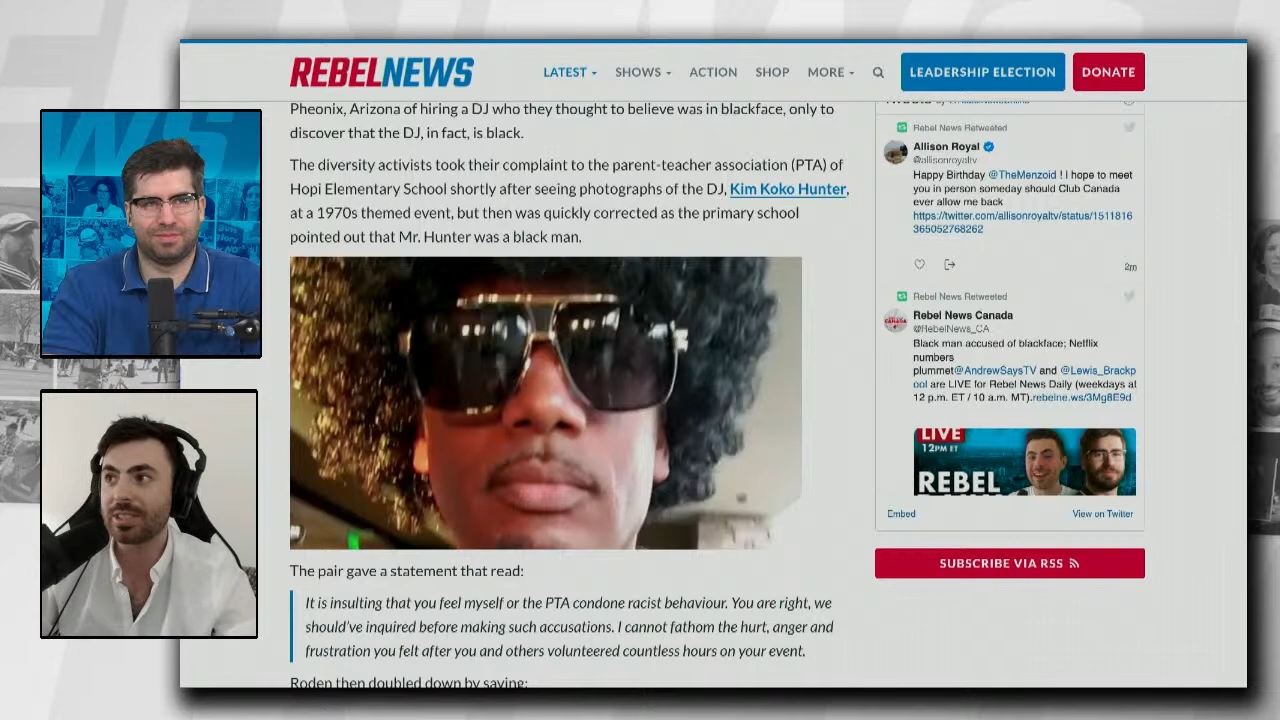 REBELNEWS
LATEST
SHOWS
ACTION
SHOP
MORE
LEADERSHIP ELECTION
DONATE
Pheonix, Arizona of hiring a DJ who they thought to believe was in blackface, only to
discover that the DJ, in fact, is black.
The diversity activists took their complaint to the parent-teacher association (PTA) of
Hopi Elementary School shortly after seeing photographs of the DJ, Kim Koko Hunter,
at a 1970s themed event, but then was quickly corrected as the primary school
pointed out that Mr. Hunter was a black man.
The pair gave a statement that read:
It is insulting that you feel myself or the PTA condone racist behaviour. You are right, we
should've inquired before making such accusations. I cannot fathom the hurt, anger and
frustration you felt after you and others volunteered countless hours on your event.
Roden then doubled down by saying:
Rebel News Retweeted
Allison Royal
@allisonroyaltv
Happy Birthday @TheMenzoid ! I hope to meet
you in person someday should Club Canada
ever allow me back
https://twitter.com/allisonroyaltv/status/1511816
365052768262
2m
Rebel News Retweeted
Rebel News Canada
@RebelNews_CA
Black man accused of blackface; Netflix
numbers
plummet@AndrewSaysTV and @Lewis_Brackp
ool are LIVE for Rebel News Daily (weekdays at
12 p.m. ET / 10 a.m. MT).rebelne.ws/3Mg8E9d
LIVE
12PM ET
REBEL
Embed
View on Twitter
SUBSCRIBE VIA RSS